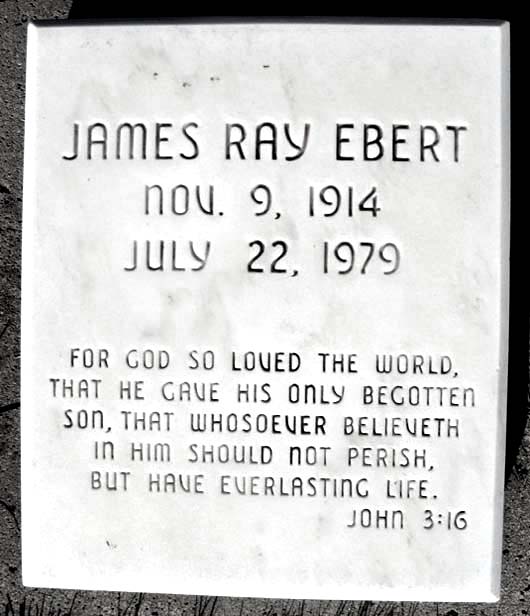 JAMES RAY EBERT
NOV. 9, 1914
JULY 22, 1979
FOR GOD SO LOVED THE WORLD,
THAT HE GAVE HIS ONLY BEGOTTEN
SON, THAT WHOSOEVER BELIEVETH
IN HIM SHOULD NOT PERISH,
BUT HAVE EVERLASTING LIFE.
JOHN 3:16